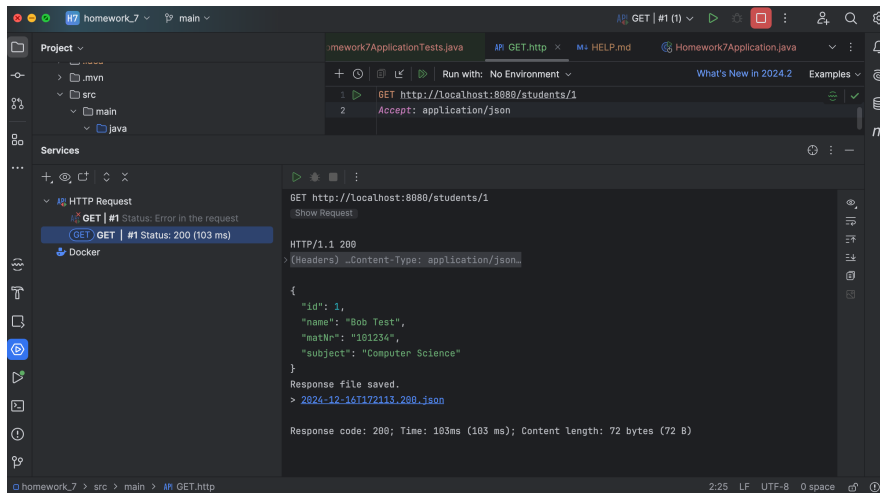 H7 homework_7 main API GET | #1 (1)
Project
mework7ApplicationTests.java API GET.http × M↓ HELP.md Homework7Application.java
.mvn
Run with: No Environment What's New in 2024.2 Examples
src
1 GET http://localhost:8080/students/1
main
2 Accept: application/json
java
Services
HTTP Request
GET | #1 Status: Error in the request
GET GET | #1 Status: 200 (103 ms)
Docker
GET http://localhost:8080/students/1
Show Request
HTTP/1.1 200
(Headers) …Content-Type: application/json…
{
"id": 1,
"name": "Bob Test",
"matNr": "101234",
"subject": "Computer Science"
}
Response file saved.
> 2024-12-16T172113.200.json
Response code: 200; Time: 103ms (103 ms); Content length: 72 bytes (72 B)
homework_7 > src > main > API GET.http 2:25 LF UTF-8 0 space